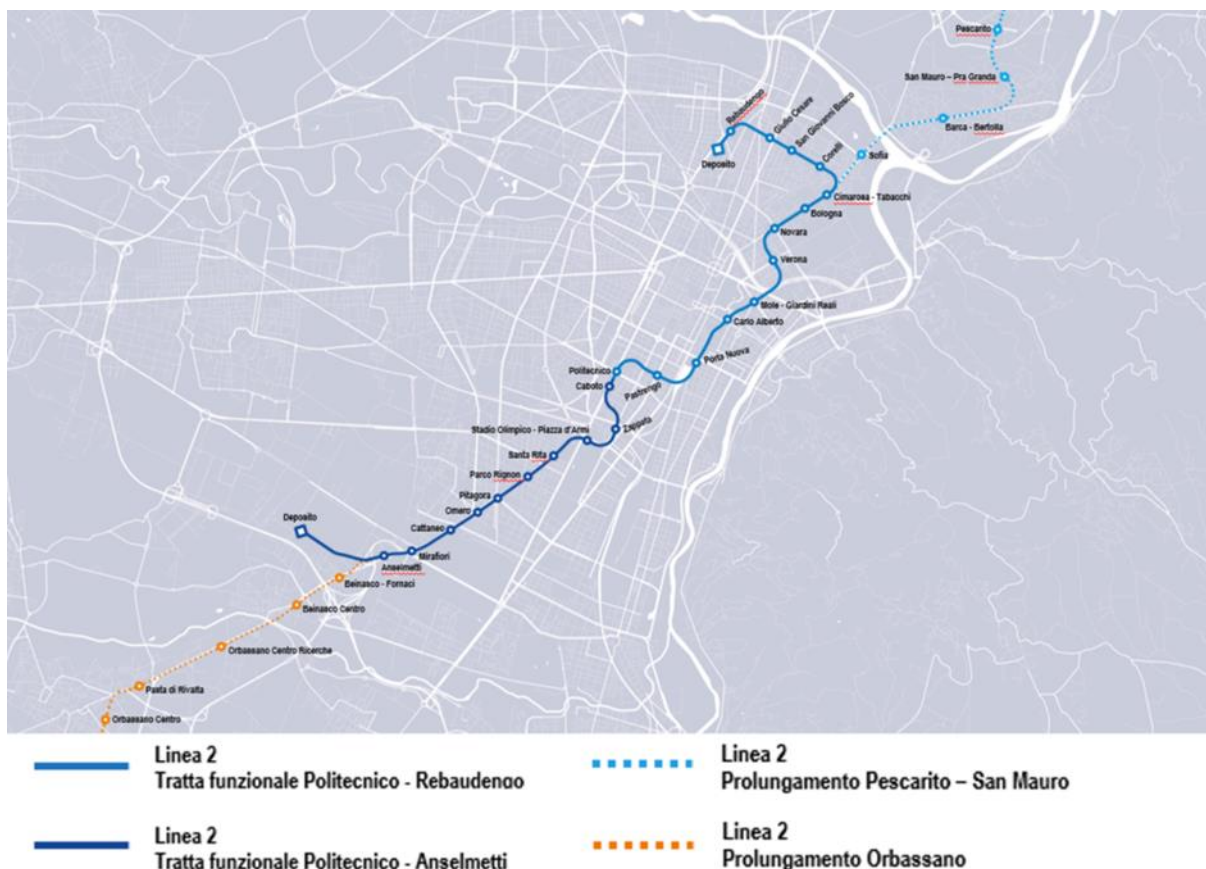 Pescarito
San Mauro – Pra Granda
Barca - Bertolla
Sofia
Rebaudengo
Giulio Cesare
San Giovanni Bosco
Corelli
Deposito
Cimarosa - Tabacchi
Bologna
Novara
Verona
Mole - Giardini Reali
Carlo Alberto
Porta Nuova
Politecnico
Pastrengo
Caboto
Zappata
Stadio Olimpico - Piazza d'Armi
Santa Rita
Parco Rignon
Pitagora
Omero
Cattaneo
Deposito
Mirafiori
Anselmetti
Beinasco - Fornaci
Beinasco Centro
Orbassano Centro Ricerche
Pasta di Rivalta
Orbassano Centro
Linea 2
Tratta funzionale Politecnico - Rebaudengo
Linea 2
Prolungamento Pescarito – San Mauro
Linea 2
Tratta funzionale Politecnico - Anselmetti
Linea 2
Prolungamento Orbassano